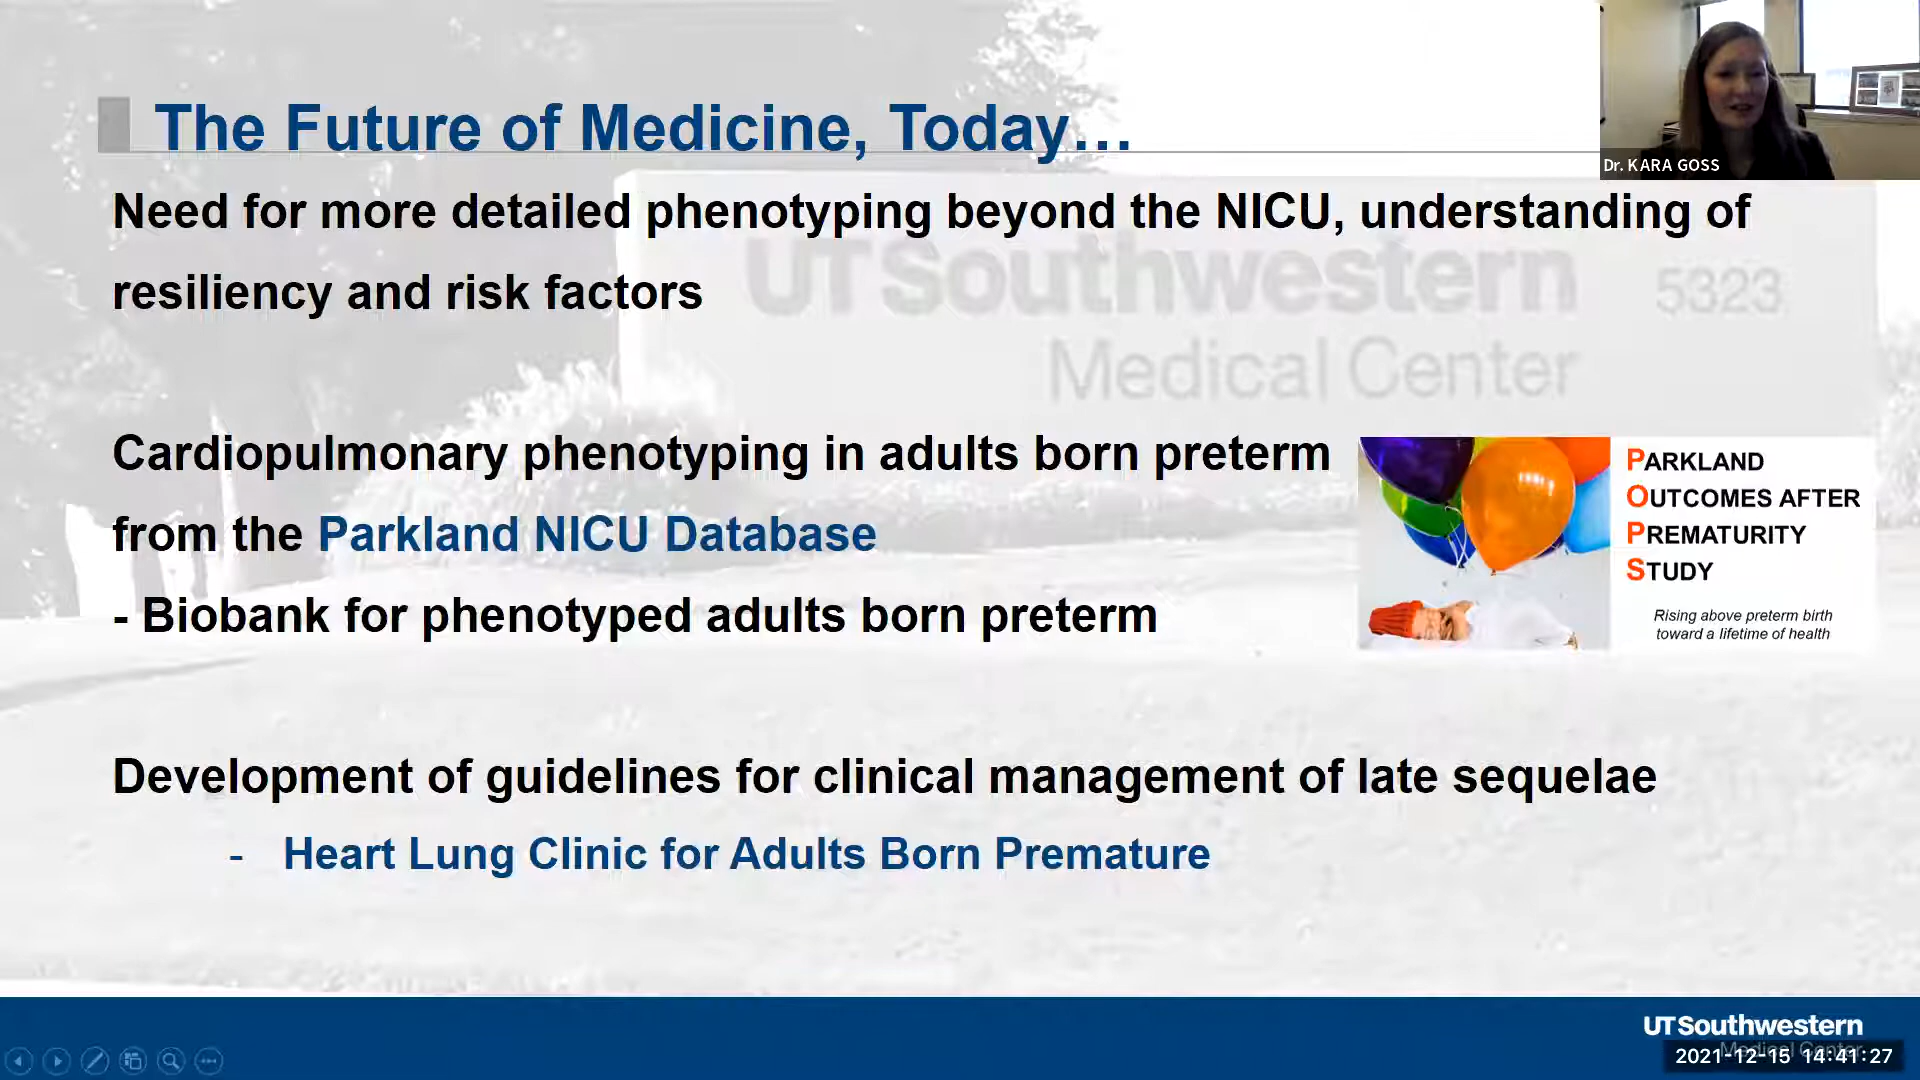 The Future of Medicine, Today…
Dr. KARA GOSS
Need for more detailed phenotyping beyond the NICU, understanding of
resiliency and risk factors
UTSouthwestern 5323
Medical Center
Cardiopulmonary phenotyping in adults born preterm
from the Parkland NICU Database
- Biobank for phenotyped adults born preterm
PARKLAND
OUTCOMES AFTER
PREMATURITY
STUDY
Rising above preterm birth
toward a lifetime of health
Development of guidelines for clinical management of late sequelae
- Heart Lung Clinic for Adults Born Premature
UTSouthwestern
Medical Center
2021-12-15 14:41:27